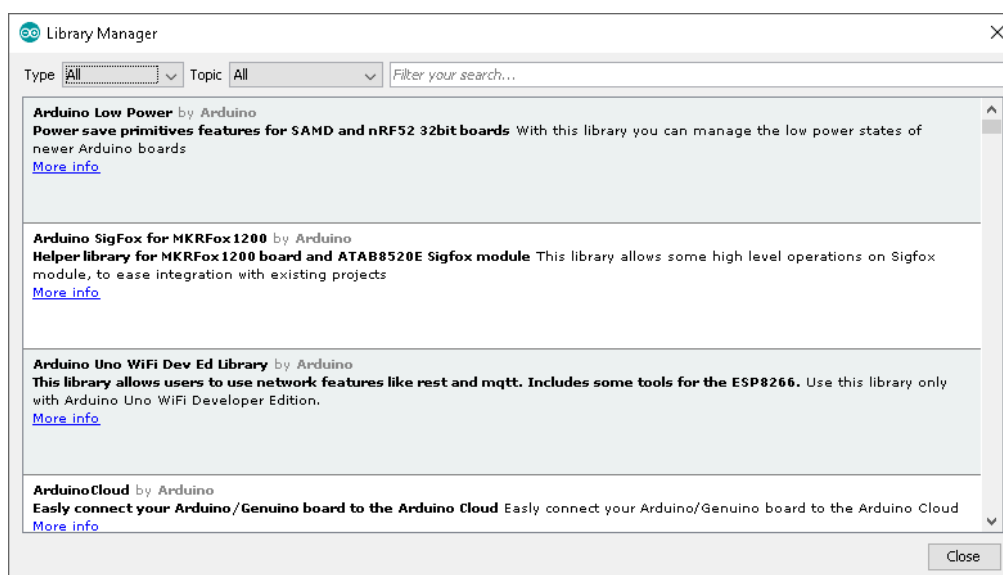 Library Manager
Type All Topic All Filter your search...
Arduino Low Power by Arduino
Power save primitives features for SAMD and nRF52 32bit boards With this library you can manage the low power states of
newer Arduino boards
More info
Arduino SigFox for MKRFox1200 by Arduino
Helper library for MKRFox1200 board and ATAB8520E Sigfox module This library allows some high level operations on Sigfox
module, to ease integration with existing projects
More info
Arduino Uno WiFi Dev Ed Library by Arduino
This library allows users to use network features like rest and mqtt. Includes some tools for the ESP8266. Use this library only
with Arduino Uno WiFi Developer Edition.
More info
ArduinoCloud by Arduino
Easly connect your Arduino/Genuino board to the Arduino Cloud Easly connect your Arduino/Genuino board to the Arduino Cloud
More info
Close